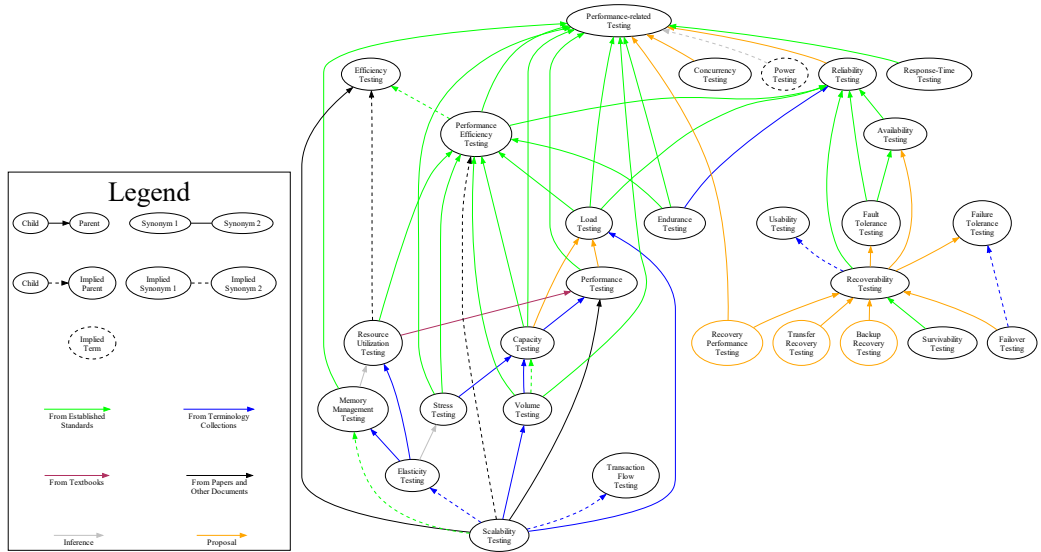 Performance-related
Testing
Efficiency
Testing
Concurrency
Testing
Power
Testing
Reliability
Testing
Response-Time
Testing
Performance
Efficiency
Testing
Availability
Testing
Legend
Child
Parent
Synonym 1
Synonym 2
Child
Implied
Parent
Implied
Synonym 1
Implied
Synonym 2
Implied
Term
From Established
Standards
From Terminology
Collections
From Textbooks
From Papers and
Other Documents
Inference
Proposal
Load
Testing
Endurance
Testing
Usability
Testing
Fault
Tolerance
Testing
Failure
Tolerance
Testing
Performance
Testing
Recoverability
Testing
Resource
Utilization
Testing
Capacity
Testing
Recovery
Performance
Testing
Transfer
Recovery
Testing
Backup
Recovery
Testing
Survivability
Testing
Failover
Testing
Memory
Management
Testing
Stress
Testing
Volume
Testing
Elasticity
Testing
Transaction
Flow
Testing
Scalability
Testing